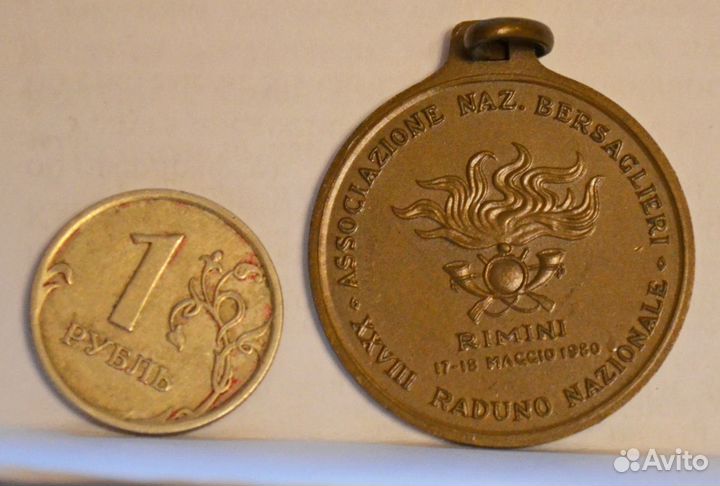 1
РУБЛЬ
ASSOCIAZIONE NAZ. BERSAGLIERI
RIMINI
17-18 MAGGIO 1980
XXVIII RADUNO NAZIONALE
Avito